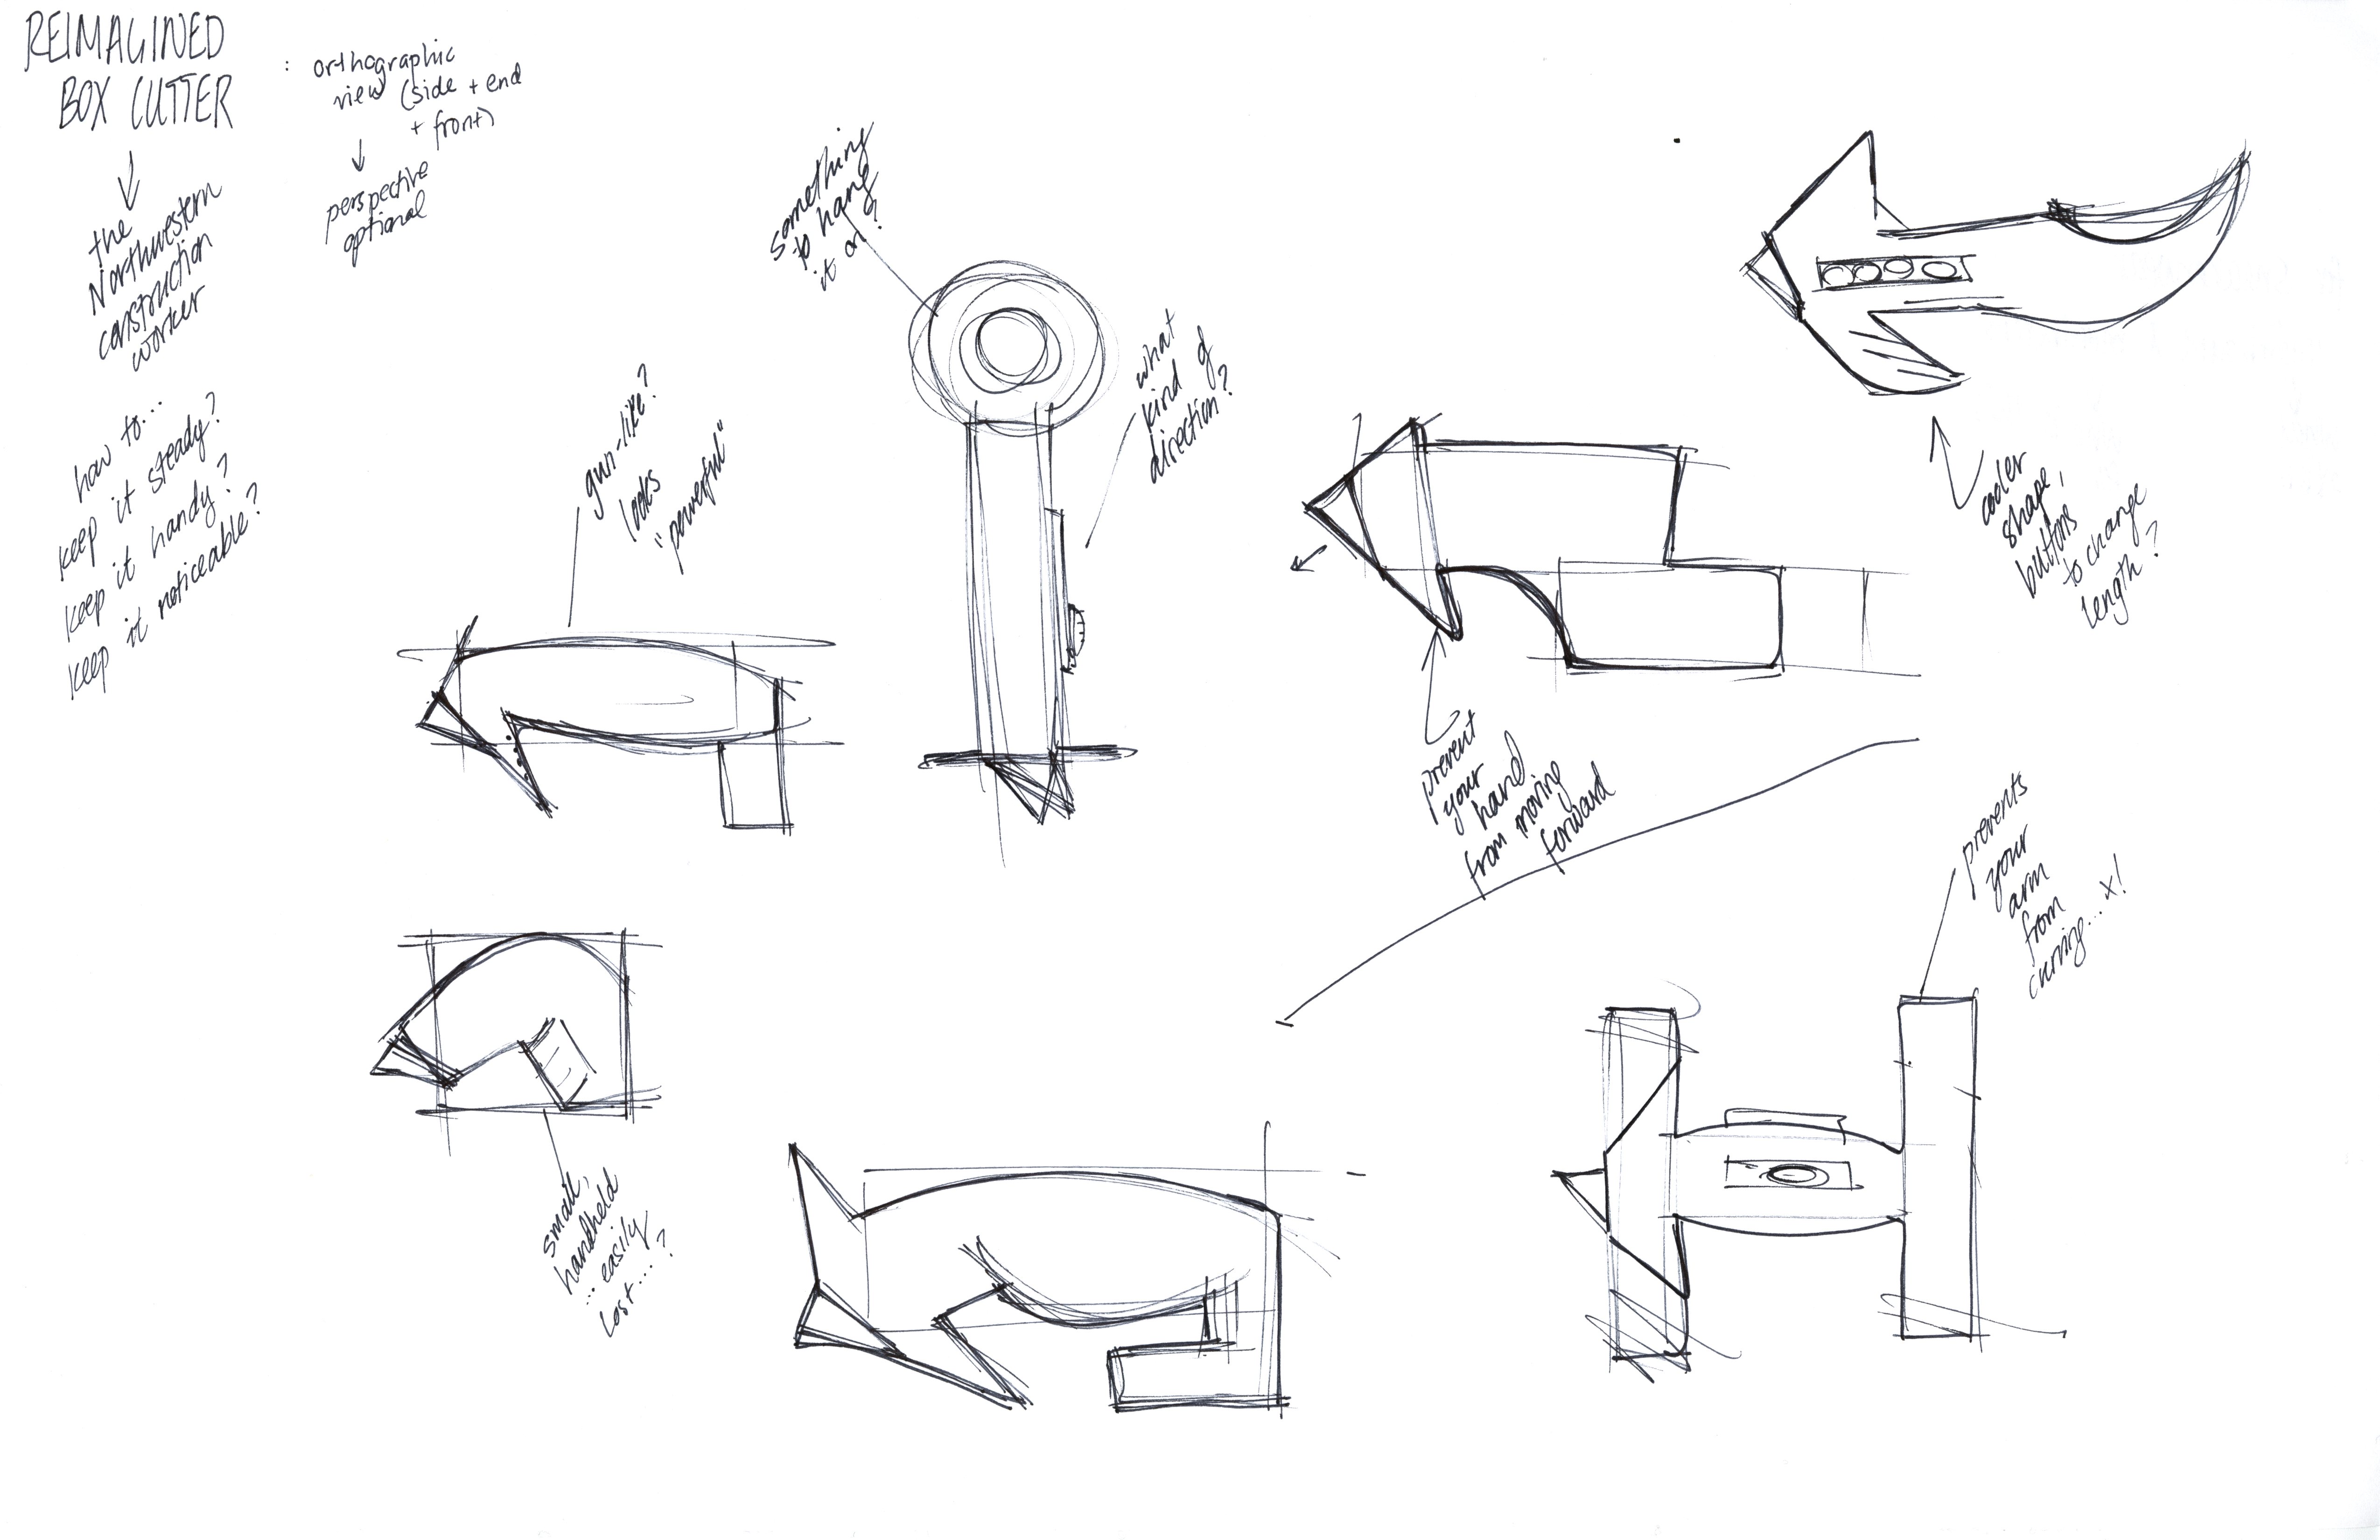 REIMAGINED
BOX CUTTER
: orthographic
view (side + end
+ front)
perspective
optional
the
Northwestern
construction
worker
how to...
keep it steady?
keep it handy?
keep it noticeable?
gun-like?
looks
"powerful"
something
to hang
it on?
what
kind of
direction?
cooler
shape,
buttons
to change
length?
prevent
your
hand
from moving
forward
prevents
your
arm
from
curving... x!
small,
handheld
... easily
lost...?